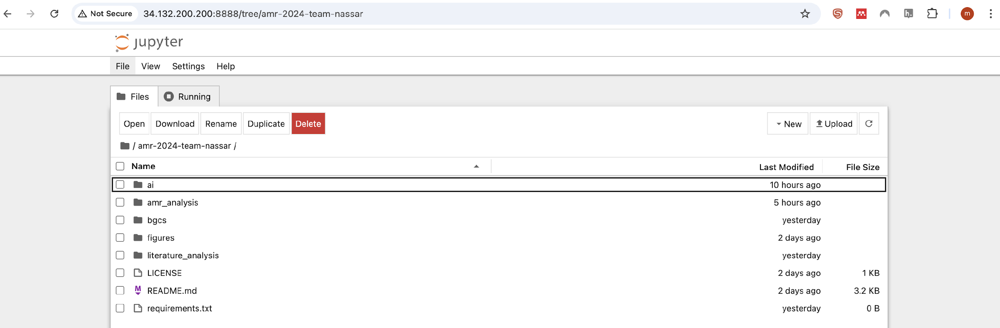 Not Secure 34.132.200.200:8888/tree/amr-2024-team-nassar h. m
jupyter
File View Settings Help
Files Running
Open Download Rename Duplicate Delete New Upload
/ amr-2024-team-nassar /
Name Last Modified File Size
ai 10 hours ago
amr_analysis 5 hours ago
bgcs yesterday
figures 2 days ago
literature_analysis yesterday
LICENSE 2 days ago 1 KB
M README.md 2 days ago 3.2 KB
requirements.txt yesterday 0 B